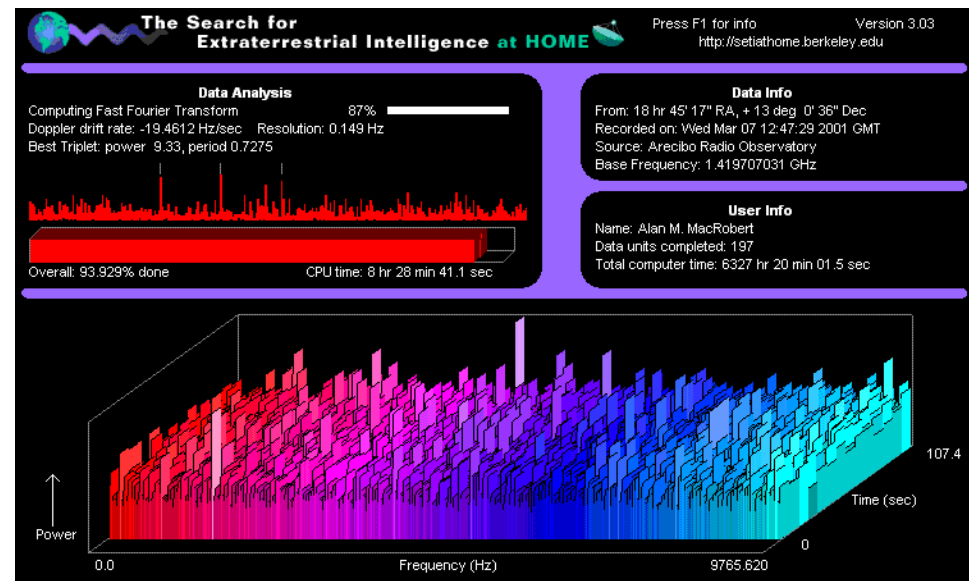 The Search for
Extraterrestrial Intelligence at HOME
Press F1 for info Version 3.03
http://setiathome.berkeley.edu
Data Analysis
Computing Fast Fourier Transform 87%
Doppler drift rate: -19.4612 Hz/sec Resolution: 0.149 Hz
Best Triplet: power 9.33, period 0.7275
Overall: 93.929% done CPU time: 8 hr 28 min 41.1 sec
Data Info
From: 18 hr 45' 17" RA, + 13 deg 0' 36" Dec
Recorded on: Wed Mar 07 12:47:29 2001 GMT
Source: Arecibo Radio Observatory
Base Frequency: 1.419707031 GHz
User Info
Name: Alan M. MacRobert
Data units completed: 197
Total computer time: 6327 hr 20 min 01.5 sec
107.4
Time (sec)
Power
0
0.0 Frequency (Hz) 9765.620